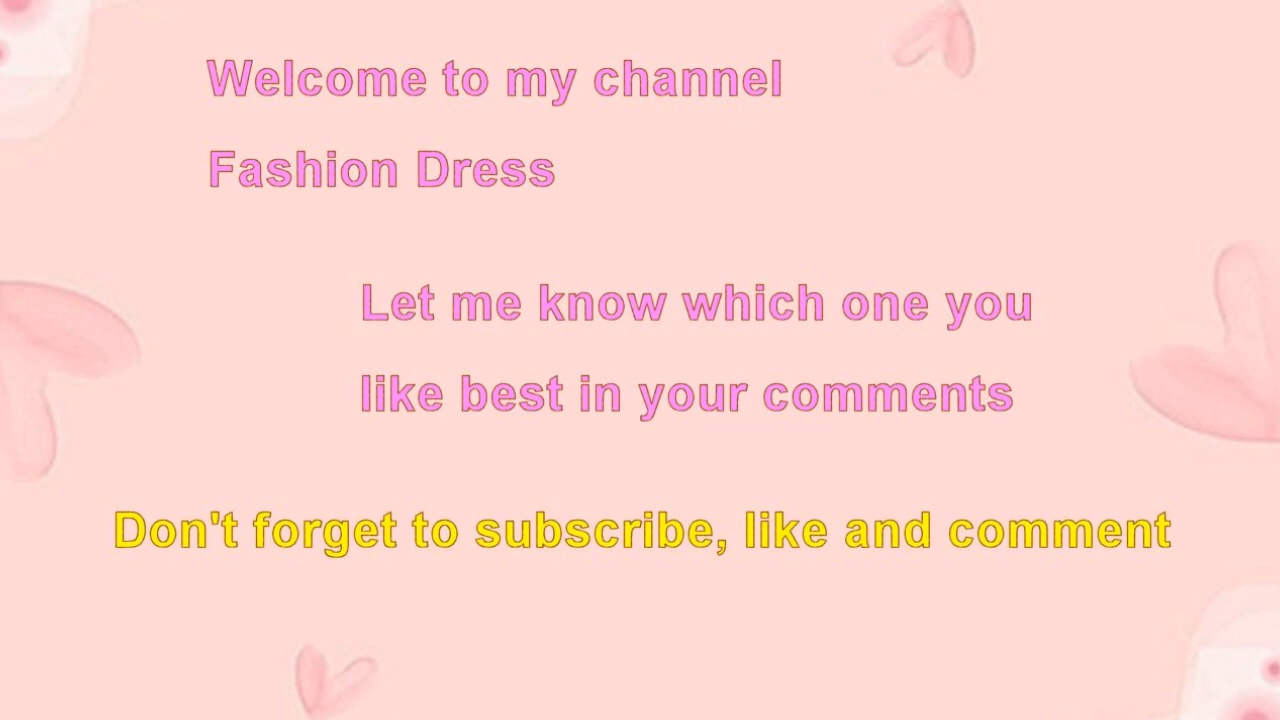 Welcome to my channel
Fashion Dress
Let me know which one you
like best in your comments
Don't forget to subscribe, like and comment